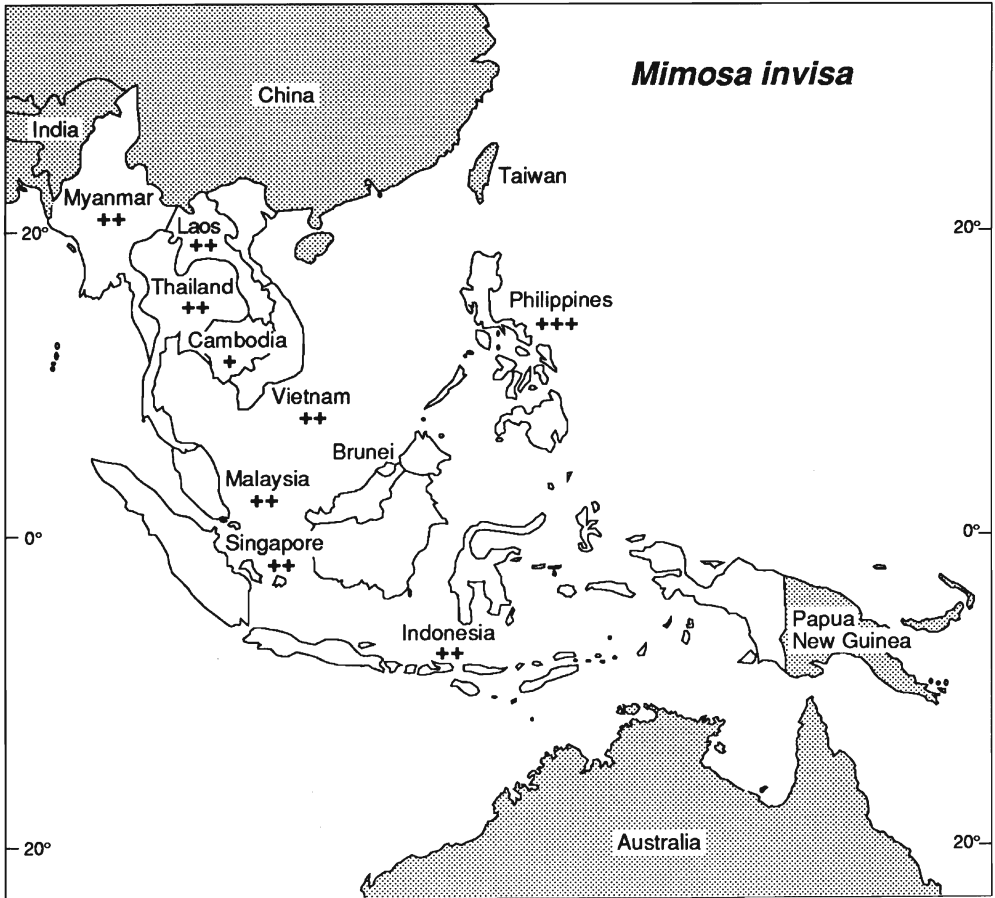 Mimosa invisa
China
India
Taiwan
Myanmar
++
Laos
++
20°
20°
Thailand
++
Philippines
+++
Cambodia
+
Vietnam
++
Brunei
Malaysia
++
0°
0°
Singapore
++
Indonesia
++
Papua
New Guinea
Australia
20°
20°